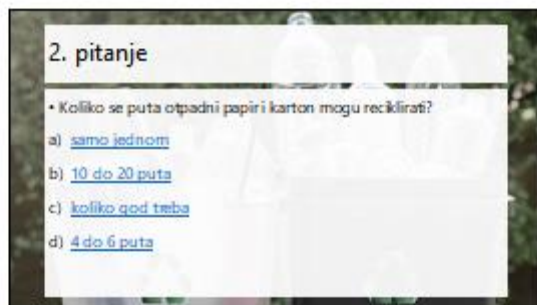 2. pitanje
• Koliko se puta otpadni papir i karton mogu reciklirati?
a) samo jednom
b) 10 do 20 puta
c) koliko god treba
d) 4 do 6 puta